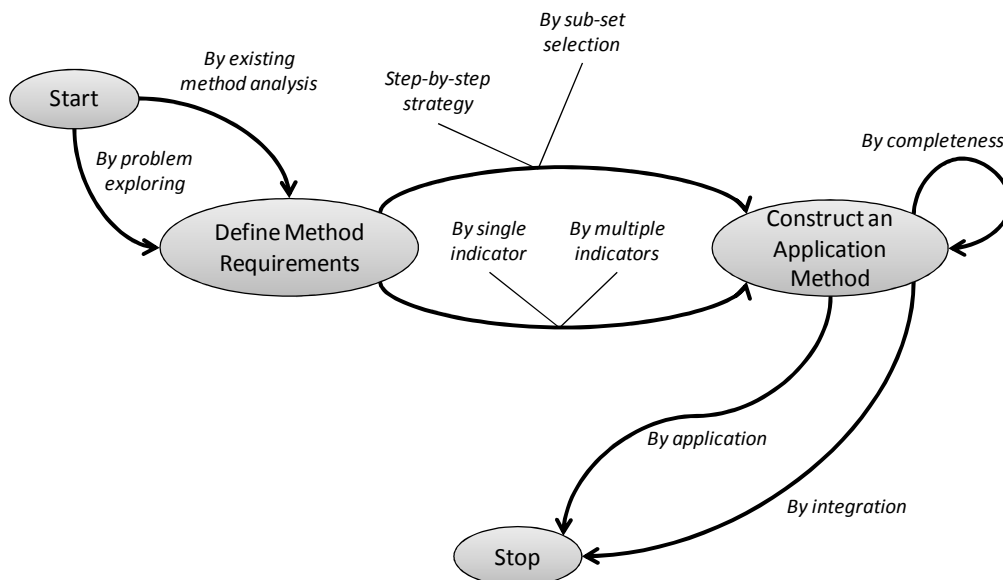 By sub-set
selection
By existing
method analysis
Step-by-step
strategy
Start
By completeness
By problem
exploring
Define Method
Requirements
By single
indicator
By multiple
indicators
Construct an
Application
Method
By application
By integration
Stop